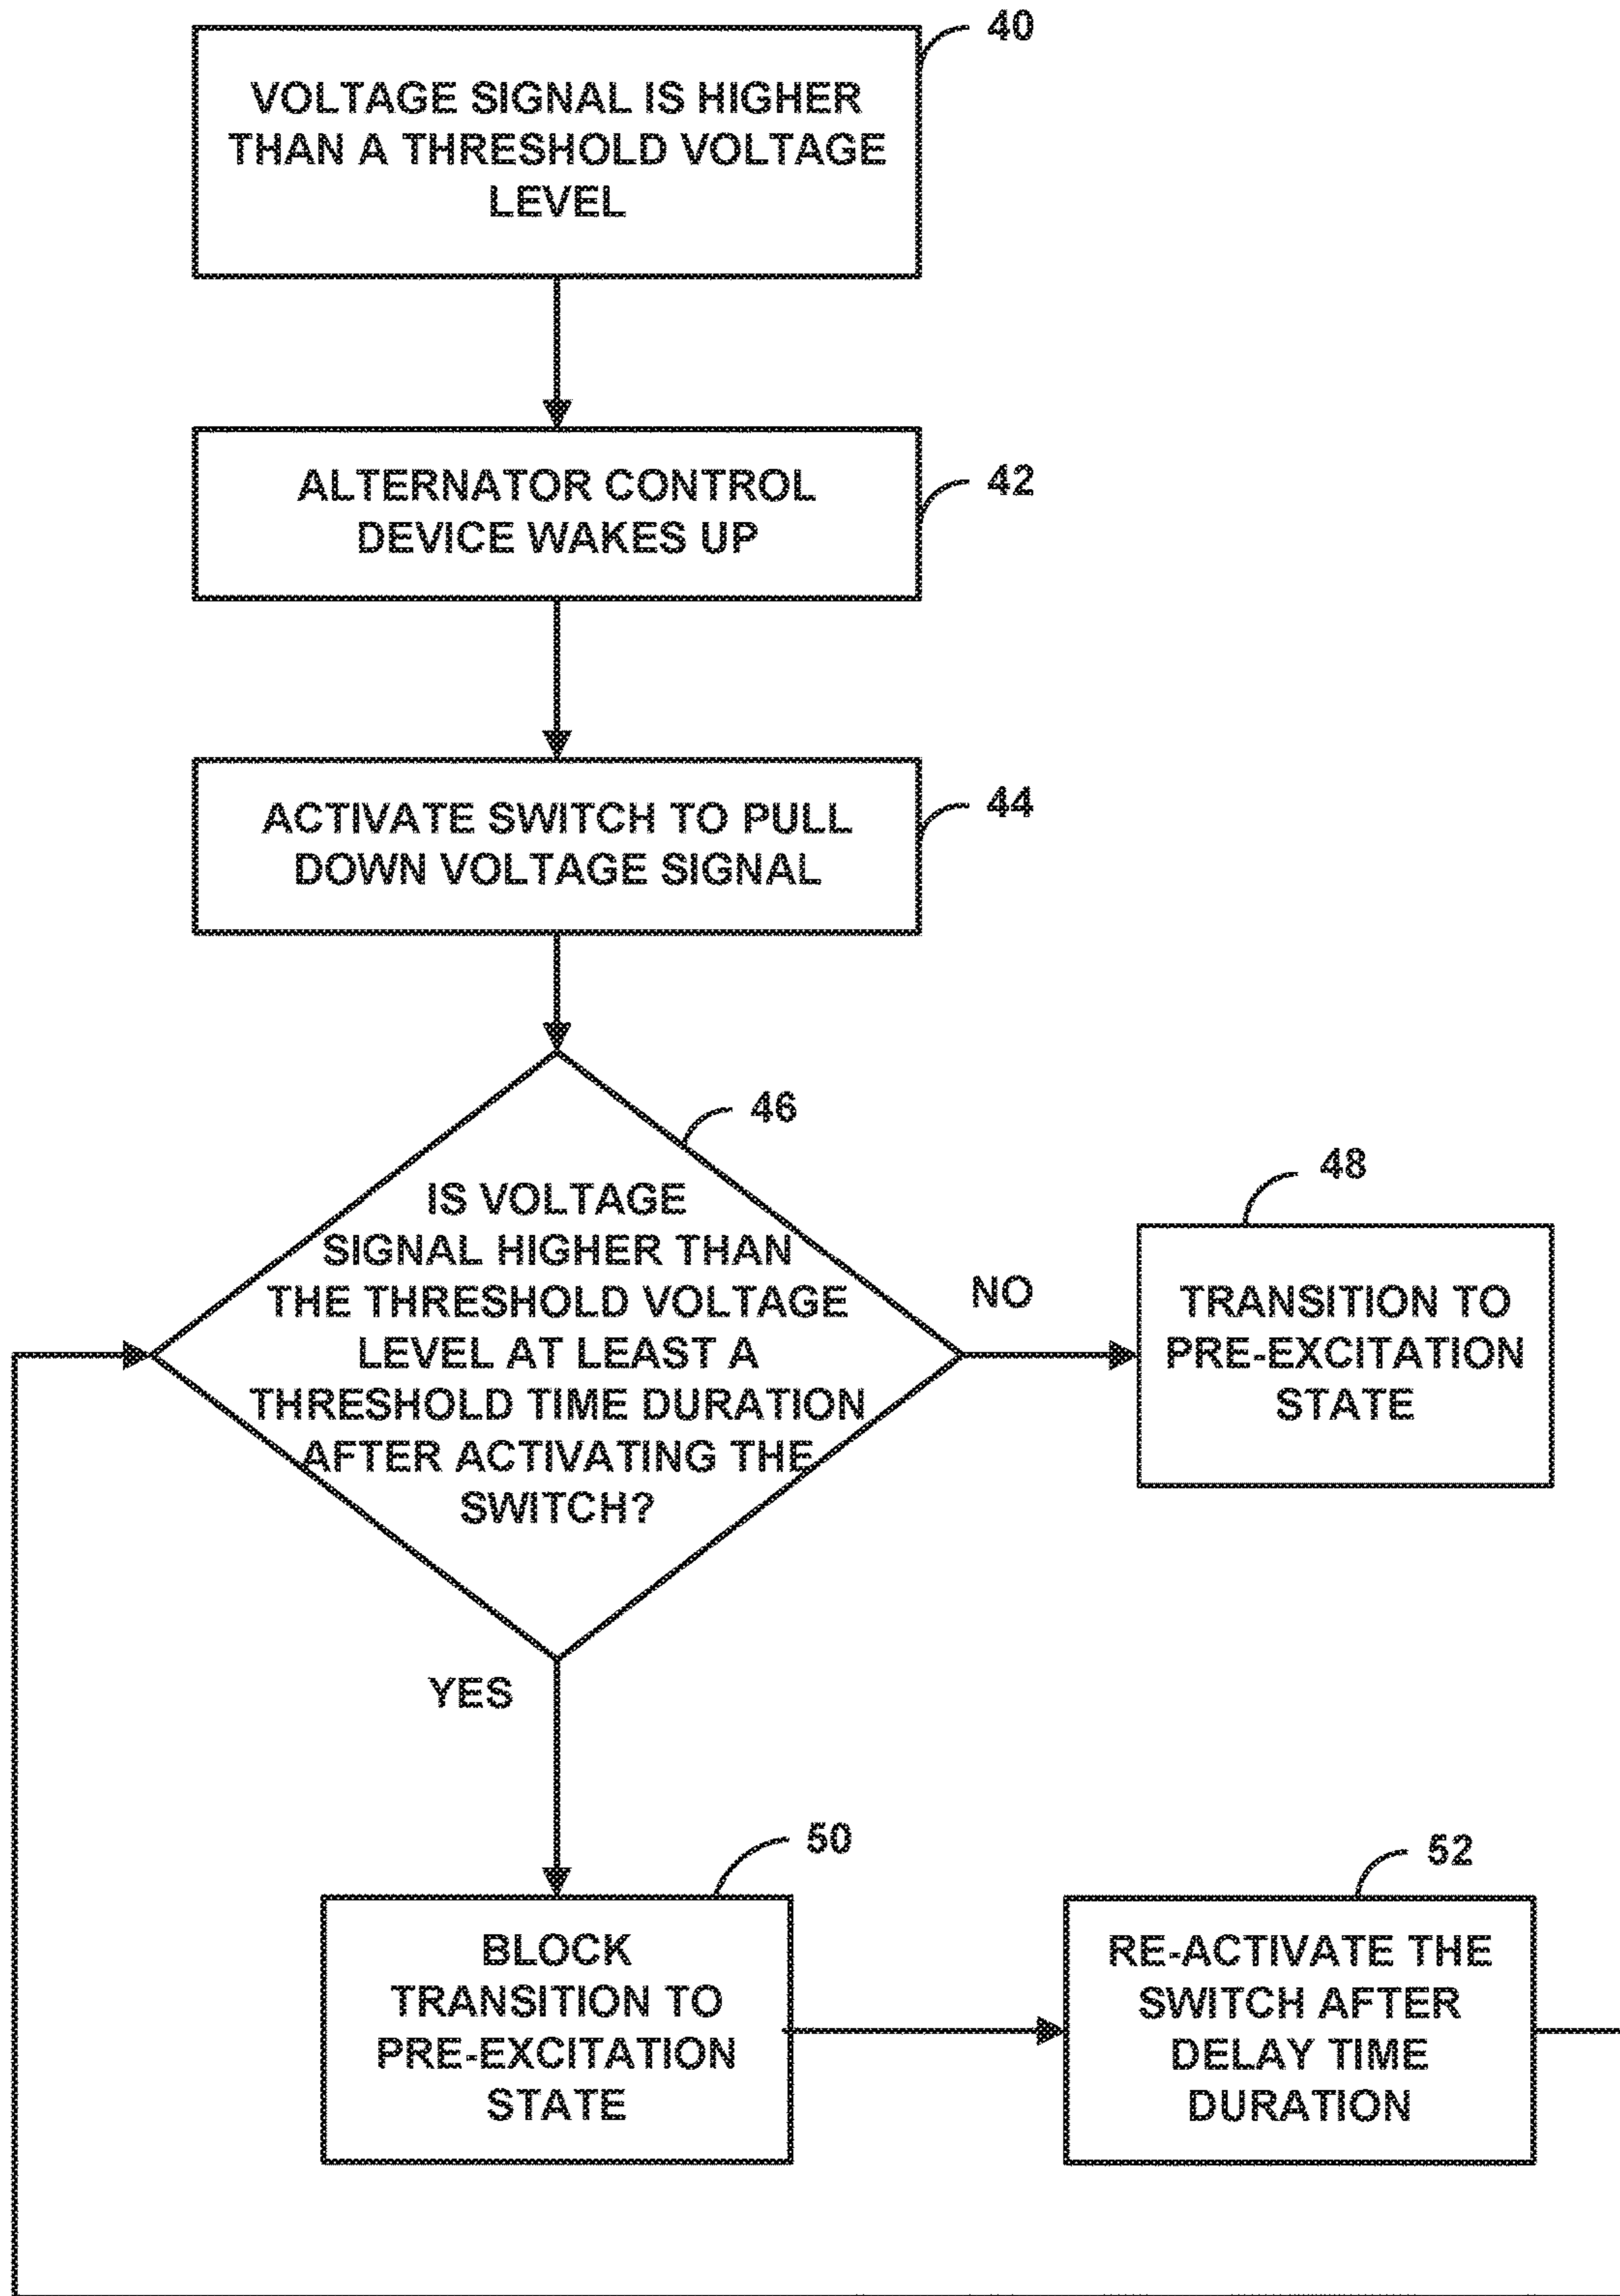 40
VOLTAGE SIGNAL IS HIGHER
THAN A THRESHOLD VOLTAGE
LEVEL
42
ALTERNATOR CONTROL
DEVICE WAKES UP
44
ACTIVATE SWITCH TO PULL
DOWN VOLTAGE SIGNAL
46
IS VOLTAGE
SIGNAL HIGHER THAN
THE THRESHOLD VOLTAGE
LEVEL AT LEAST A
THRESHOLD TIME DURATION
AFTER ACTIVATING THE
SWITCH?
NO
48
TRANSITION TO
PRE-EXCITATION
STATE
YES
50
BLOCK
TRANSITION TO
PRE-EXCITATION
STATE
52
RE-ACTIVATE THE
SWITCH AFTER
DELAY TIME
DURATION